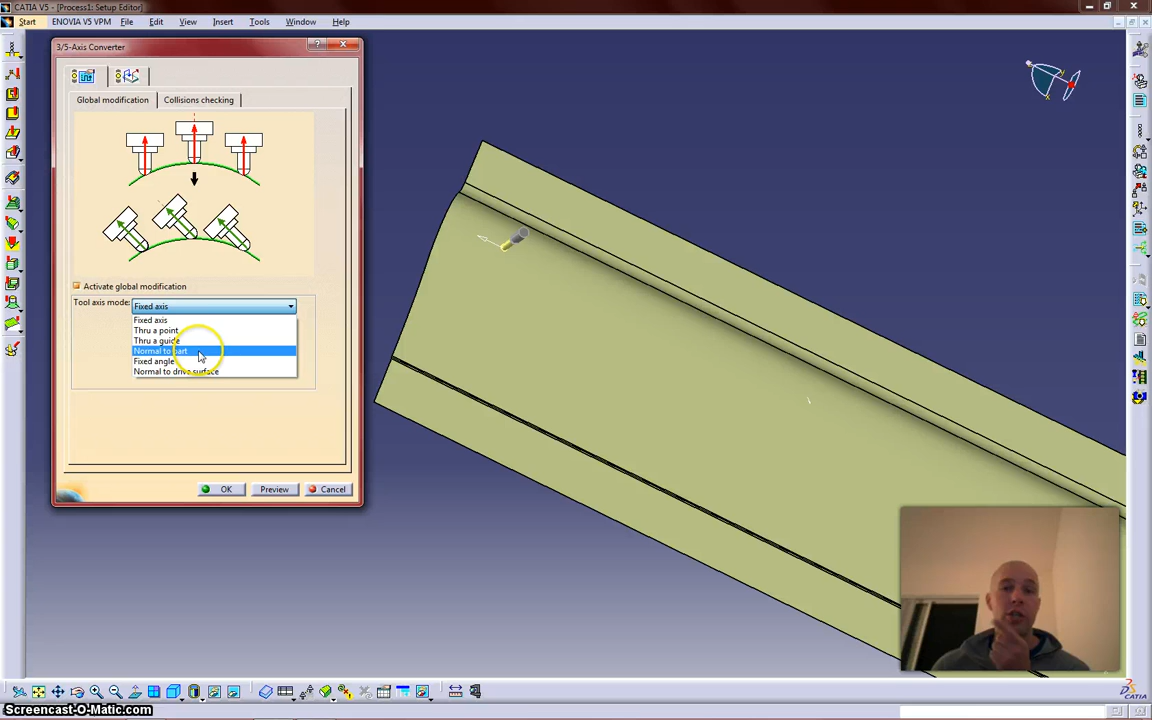 CATIA V5 - [Process1: Setup Editor]
Start ENOVIA V5 VPM File Edit View Insert Tools Window Help
3/5-Axis Converter
?
Global modification Collisions checking
Activate global modification
Tool axis mode: Fixed axis
Fixed axis
Thru a point
Thru a guide
Normal to part
Fixed angle
Normal to drive surface
OK Preview Cancel
Screencast-O-Matic.com